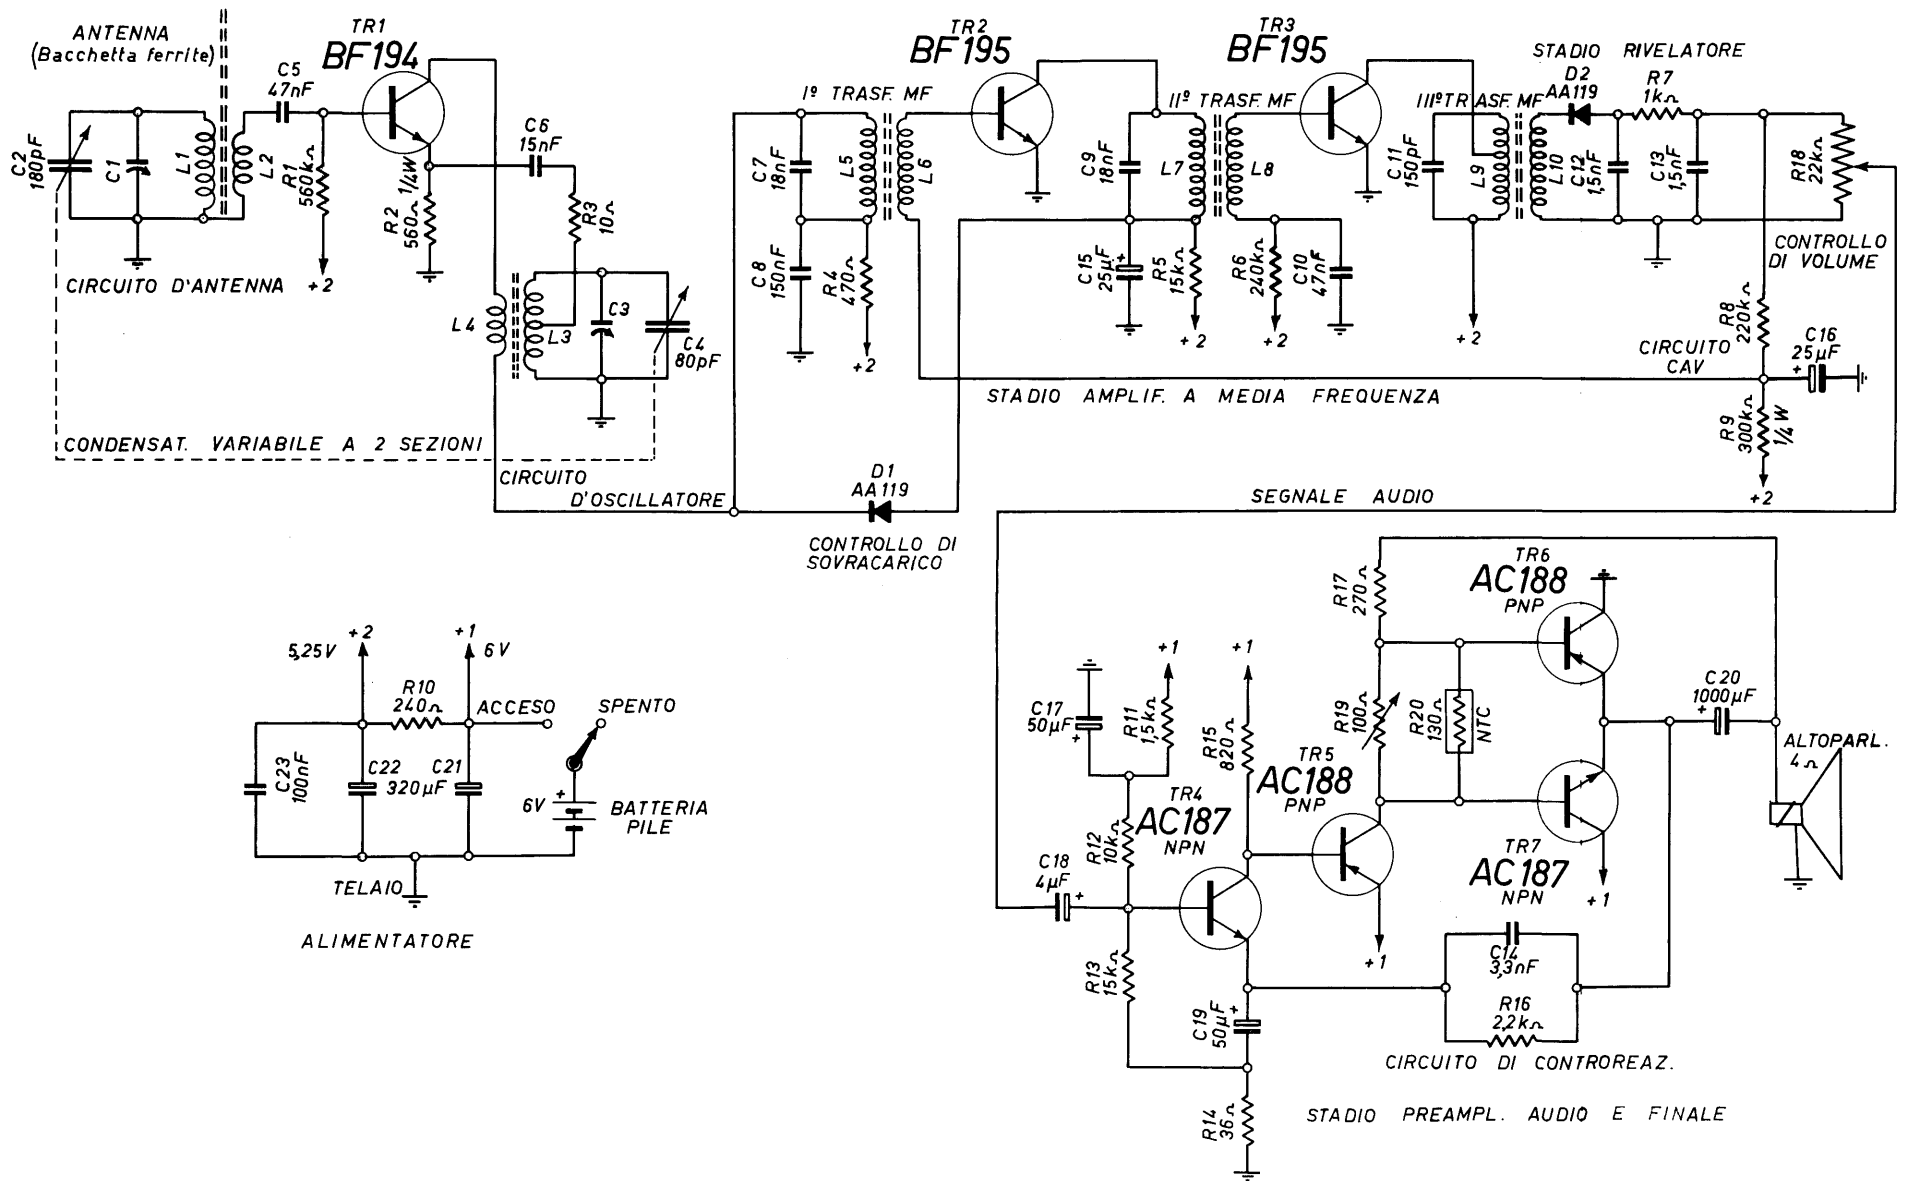 ANTENNA
(Bacchetta ferrite)
TR1
BF194
C5
47nF
C2
180pF
C1
L1
L2
R1
560kΩ
1/4W
R2
560Ω
C6
15nF
R3
10Ω
CIRCUITO D'ANTENNA
+2
L4
L3
C3
C4
80pF
CONDENSAT. VARIABILE A 2 SEZIONI
CIRCUITO
D'OSCILLATORE
TR2
BF195
Iº TRASF. MF
C7
18nF
L5
L6
C8
150nF
R4
470Ω
+2
D1
AA119
CONTROLLO DI
SOVRACARICO
TR3
BF195
IIº TRASF. MF
C9
18nF
L7
L8
C15
25µF
+
R5
15kΩ
+2
R6
240kΩ
+2
C10
47nF
STADIO AMPLIF. A MEDIA FREQUENZA
STADIO RIVELATORE
D2
AA119
R7
1kΩ
IIIº TRASF. MF
C11
150pF
L9
L10
C12
1,5nF
C13
1,5nF
R18
22kΩ
+2
CONTROLLO
DI VOLUME
R8
220kΩ
CIRCUITO
CAV
C16
25µF
+
R9
300kΩ
1/4W
+2
SEGNALE AUDIO
+2
5,25V
+1
6V
R10
240Ω
ACCESO
SPENTO
C23
100nF
C22
320µF
C21
6V
+
BATTERIA
PILE
TELAIO
ALIMENTATORE
C17
50µF
+
+1
R11
1,5kΩ
+1
R15
820Ω
R17
270Ω
TR6
AC188
PNP
R19
100Ω
R20
130Ω
NTC
C20
1000µF
+
ALTOPARL.
4Ω
TR5
AC188
PNP
TR4
AC187
NPN
R12
10kΩ
C18
4µF
+
TR7
AC187
NPN
+1
+1
R13
15kΩ
C19
50µF
+
C14
3,3nF
R16
2,2kΩ
CIRCUITO DI CONTROREAZ.
R14
36Ω
STADIO PREAMPL. AUDIO E FINALE